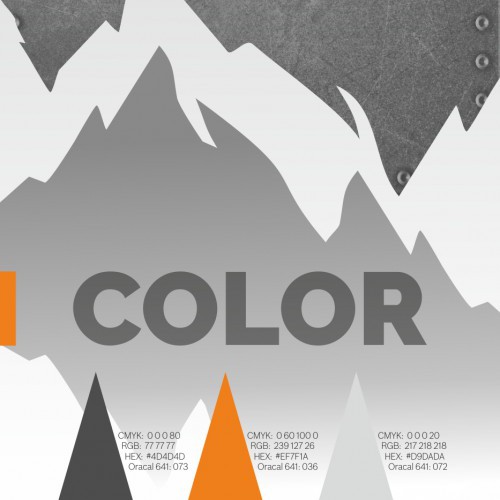 COLOR
CMYK: 0 0 0 80
RGB: 77 77 77
HEX: #4D4D4D
Oracal 641: 073
CMYK: 0 60 100 0
RGB: 239 127 26
HEX: #EF7F1A
Oracal 641: 036
CMYK: 0 0 0 20
RGB: 217 218 218
HEX: #D9DADA
Oracal 641: 072